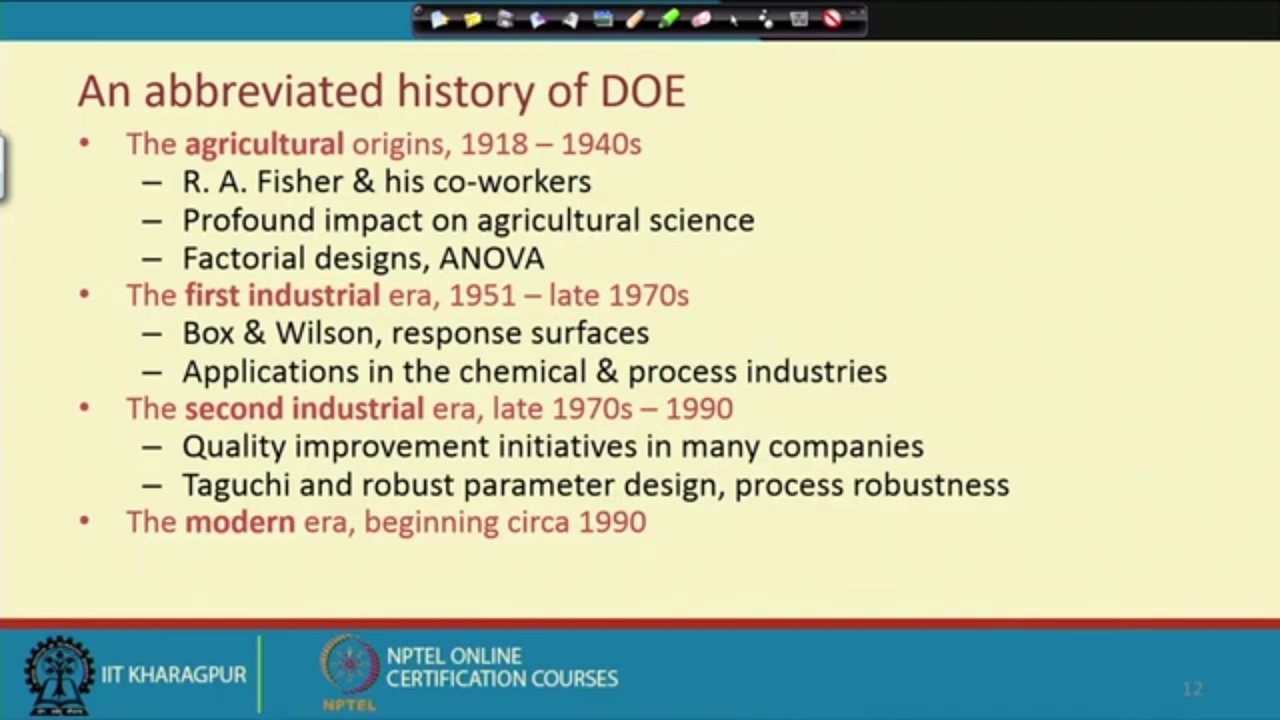 An abbreviated history of DOE
• The agricultural origins, 1918 – 1940s
– R. A. Fisher & his co-workers
– Profound impact on agricultural science
– Factorial designs, ANOVA
• The first industrial era, 1951 – late 1970s
– Box & Wilson, response surfaces
– Applications in the chemical & process industries
• The second industrial era, late 1970s – 1990
– Quality improvement initiatives in many companies
– Taguchi and robust parameter design, process robustness
• The modern era, beginning circa 1990
IIT KHARAGPUR
NPTEL ONLINE
CERTIFICATION COURSES
NPTEL
12